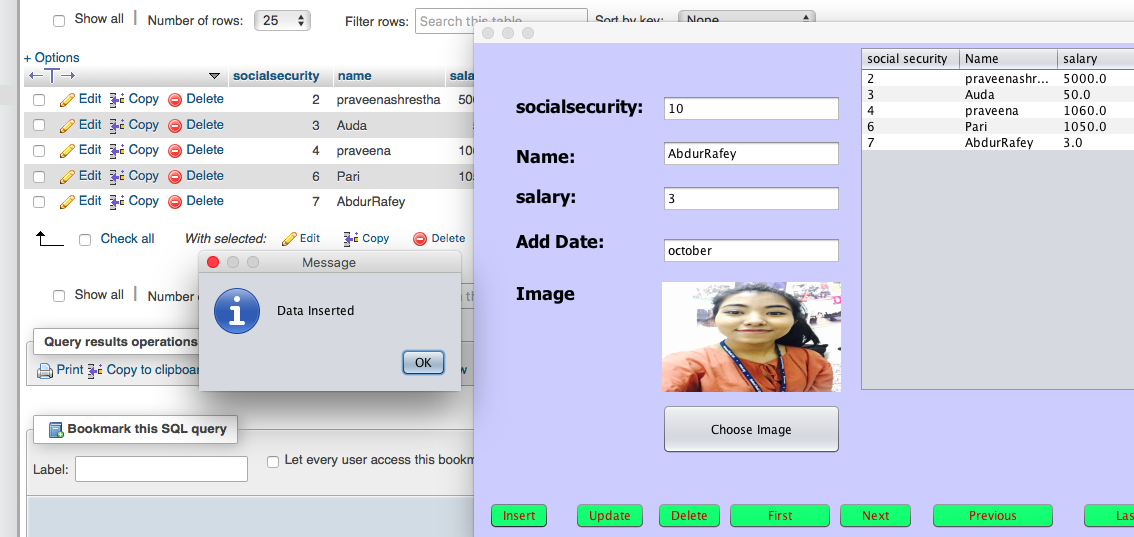 Show all | Number of rows: 25 Filter rows: Search this table Sort by key: None
+ Options
←T→ socialsecurity name sala
Edit Copy Delete 2 praveenashrestha 500
Edit Copy Delete 3 Auda
Edit Copy Delete 4 praveena 106
Edit Copy Delete 6 Pari 105
Edit Copy Delete 7 AbdurRafey
Check all With selected: Edit Copy Delete
Show all | Number
Query results operations
Print Copy to clipboar
Bookmark this SQL query
Label: Let every user access this bookm
Message
Data Inserted
OK
socialsecurity: 10
Name: AbdurRafey
salary: 3
Add Date: october
Image
Choose Image
social security Name salary
2 praveenashr... 5000.0
3 Auda 50.0
4 praveena 1060.0
6 Pari 1050.0
7 AbdurRafey 3.0
Insert Update Delete First Next Previous Las